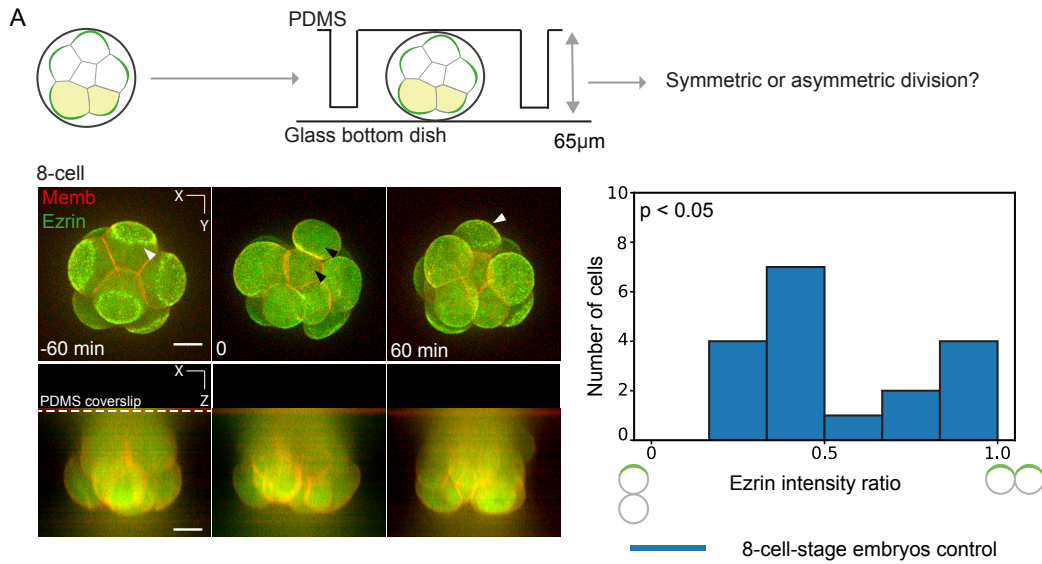 A
PDMS
Symmetric or asymmetric division?
Glass bottom dish
65µm
8-cell
Memb
Ezrin
X
Y
-60 min
0
60 min
X
Z
PDMS coverslip
p < 0.05
Number of cells
10
8
6
4
2
0
0
0.5
1.0
Ezrin intensity ratio
8-cell-stage embryos control